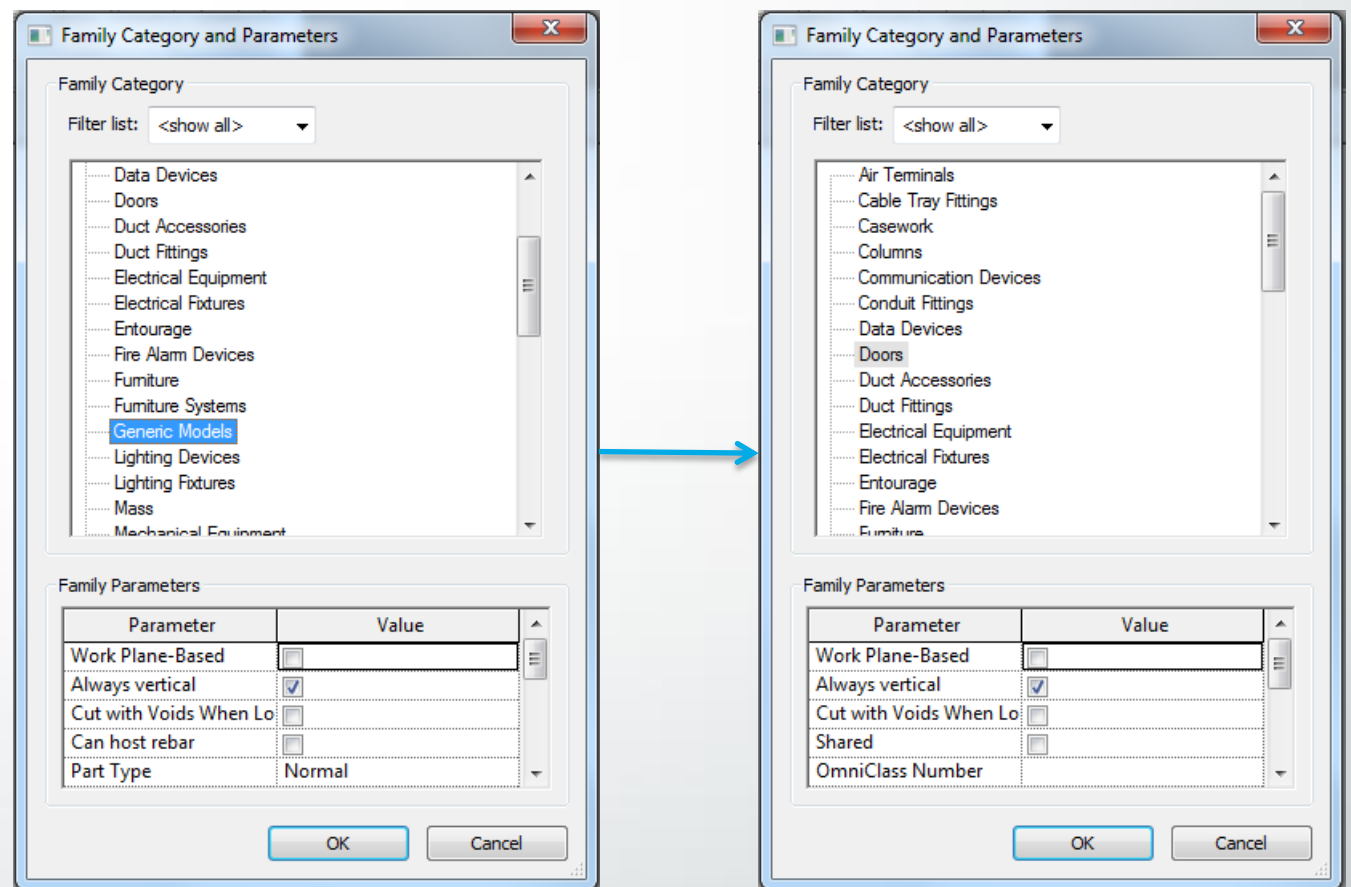 Family Category and Parameters
Family Category
Filter list: <show all>
Data Devices
Doors
Duct Accessories
Duct Fittings
Electrical Equipment
Electrical Fixtures
Entourage
Fire Alarm Devices
Furniture
Furniture Systems
Generic Models
Lighting Devices
Lighting Fixtures
Mass
Mechanical Equipment
Family Parameters
Parameter Value
Work Plane-Based
Always vertical
Cut with Voids When Lo
Can host rebar
Part Type Normal
OK Cancel
Family Category and Parameters
Family Category
Filter list: <show all>
Air Terminals
Cable Tray Fittings
Casework
Columns
Communication Devices
Conduit Fittings
Data Devices
Doors
Duct Accessories
Duct Fittings
Electrical Equipment
Electrical Fixtures
Entourage
Fire Alarm Devices
Furniture
Family Parameters
Parameter Value
Work Plane-Based
Always vertical
Cut with Voids When Lo
Shared
OmniClass Number
OK Cancel